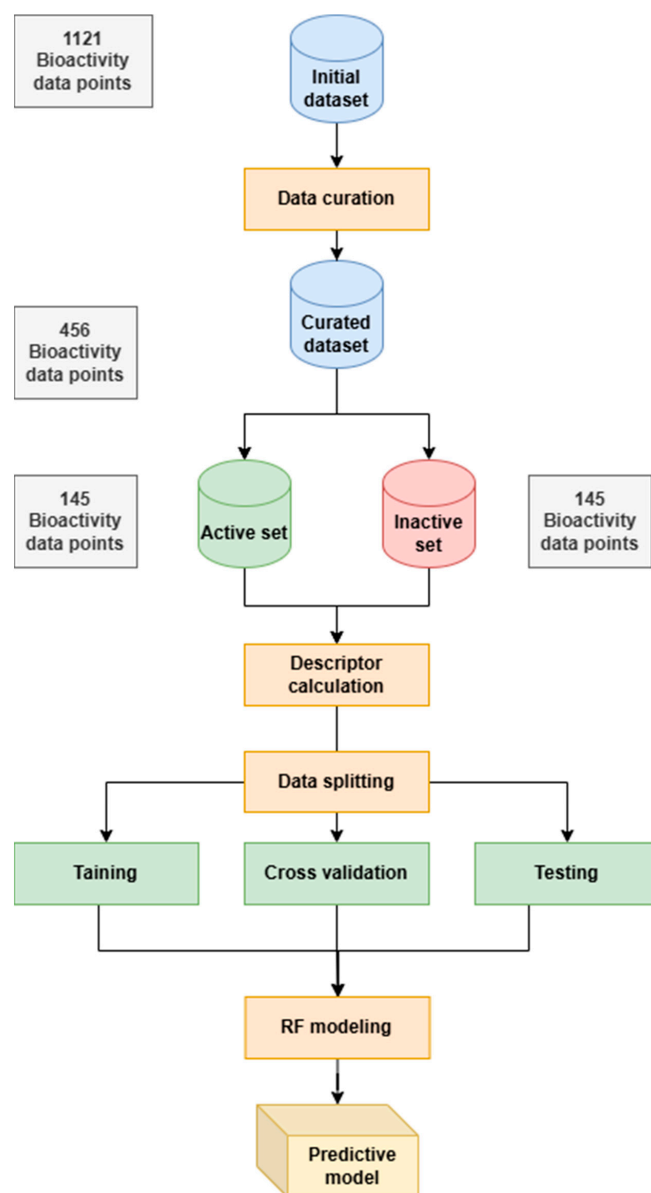 1121
Bioactivity
data points
Initial
dataset
Data curation
456
Bioactivity
data points
Curated
dataset
145
Bioactivity
data points
Active set
Inactive
set
145
Bioactivity
data points
Descriptor
calculation
Data splitting
Taining
Cross validation
Testing
RF modeling
Predictive
model